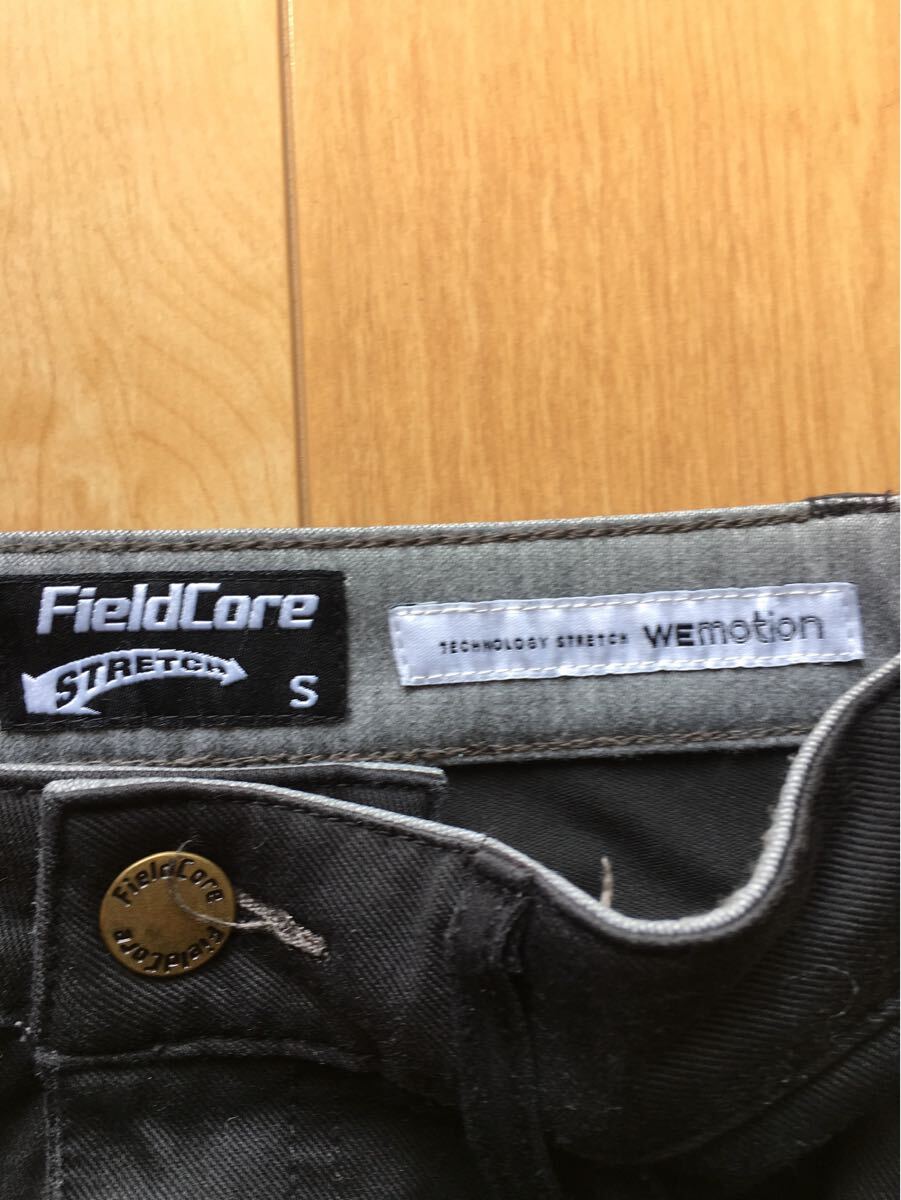 FieldCore
STRETCH
S
TECHNOLOGY STRETCH WEmotion
FieldCore
FieldCore